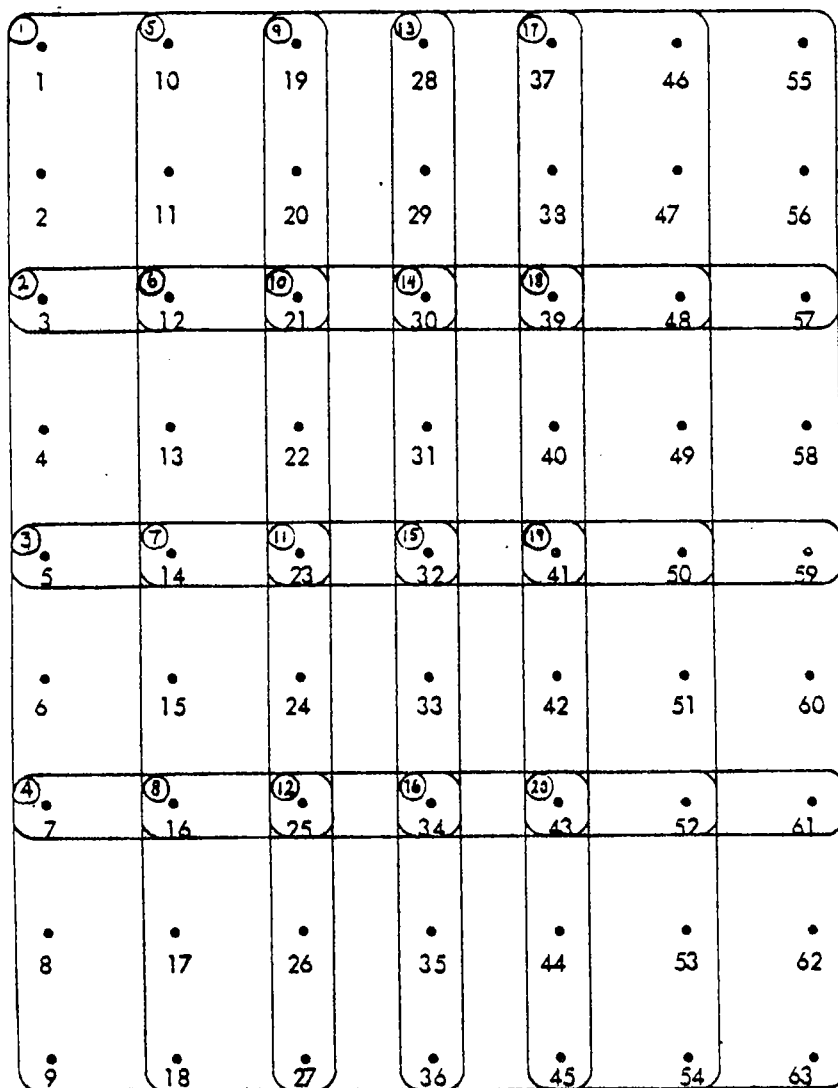 ① ⑤ ⑨ ⑬ ⑰
1 10 19 28 37 46 55
2 11 20 29 38 47 56
② ⑥ ⑩ ⑭ ⑱
3 12 21 30 39 48 57
4 13 22 31 40 49 58
③ ⑦ ⑪ ⑮ ⑲
5 14 23 32 41 50 59
6 15 24 33 42 51 60
④ ⑧ ⑫ ⑯ ⑳
7 16 25 34 43 52 61
8 17 26 35 44 53 62
9 18 27 36 45 54 63